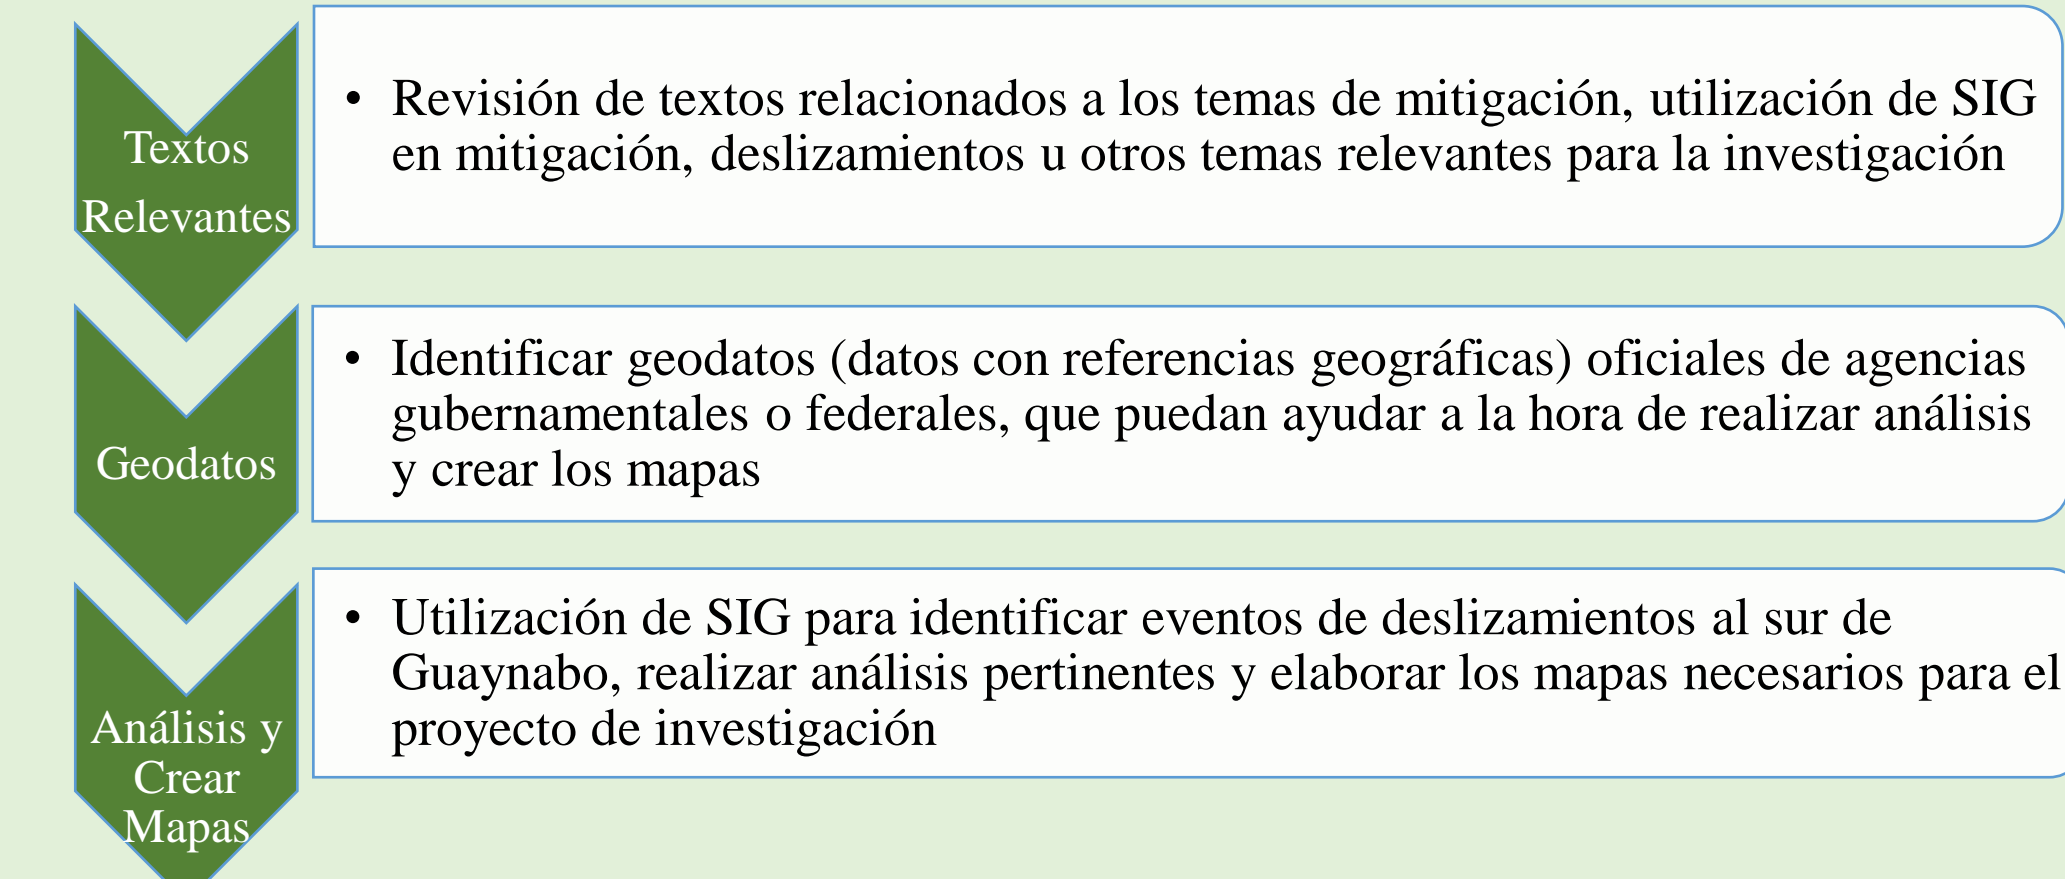 Textos
Relevantes
• Revisión de textos relacionados a los temas de mitigación, utilización de SIG
en mitigación, deslizamientos u otros temas relevantes para la investigación
Geodatos
• Identificar geodatos (datos con referencias geográficas) oficiales de agencias
gubernamentales o federales, que puedan ayudar a la hora de realizar análisis
y crear los mapas
Análisis y
Crear
Mapas
• Utilización de SIG para identificar eventos de deslizamientos al sur de
Guaynabo, realizar análisis pertinentes y elaborar los mapas necesarios para el
proyecto de investigación